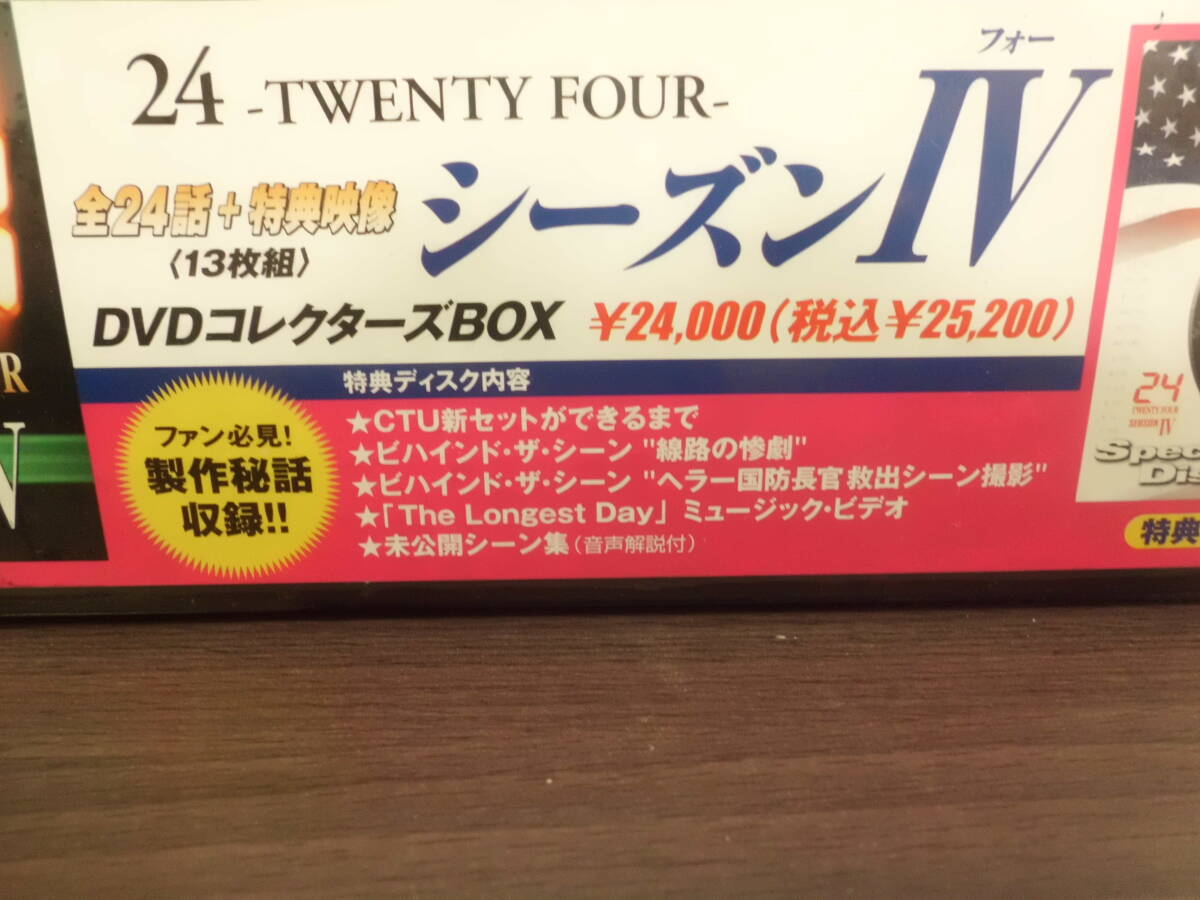 24 -TWENTY FOUR-
フォー
シーズンIV
全24話+特典映像
〈13枚組〉
DVDコレクターズBOX ¥24,000(税込¥25,200)
特典ディスク内容
ファン必見!
製作秘話
収録!!
★CTU新セットができるまで
★ビハインド・ザ・シーン "線路の惨劇"
★ビハインド・ザ・シーン "ヘラー国防長官救出シーン撮影"
★「The Longest Day」ミュージック・ビデオ
★未公開シーン集(音声解説付)
24
TWENTY FOUR
SEASON IV
特典
R
N